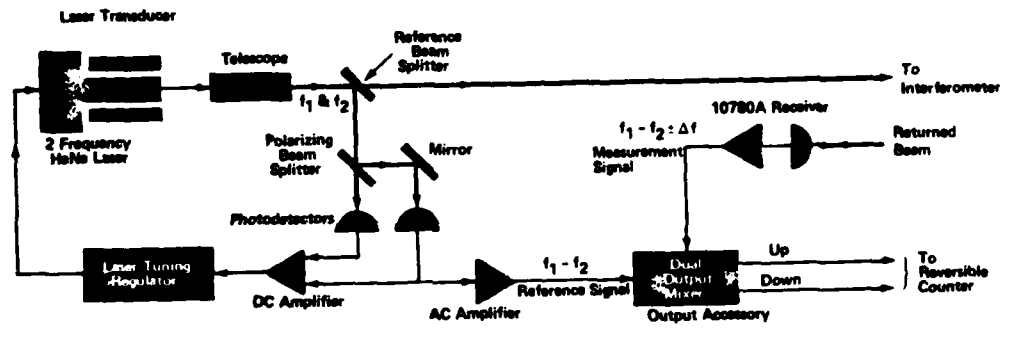 Laser Transducer
Telescope
Reference
Beam
Splitter
f1 & f2
To
Interferometer
10780A Receiver
f1 - f2 ± Δf
Measurement
Signal
Returned
Beam
2 Frequency
HeNe Laser
Polarizing
Beam
Splitter
Mirror
Photodetectors
Laser Tuning
Regulator
DC Amplifier
AC Amplifier
f1 - f2
Reference Signal
Dual
Output
Mixer
Output Accessory
Up
Down
To
Reversible
Counter